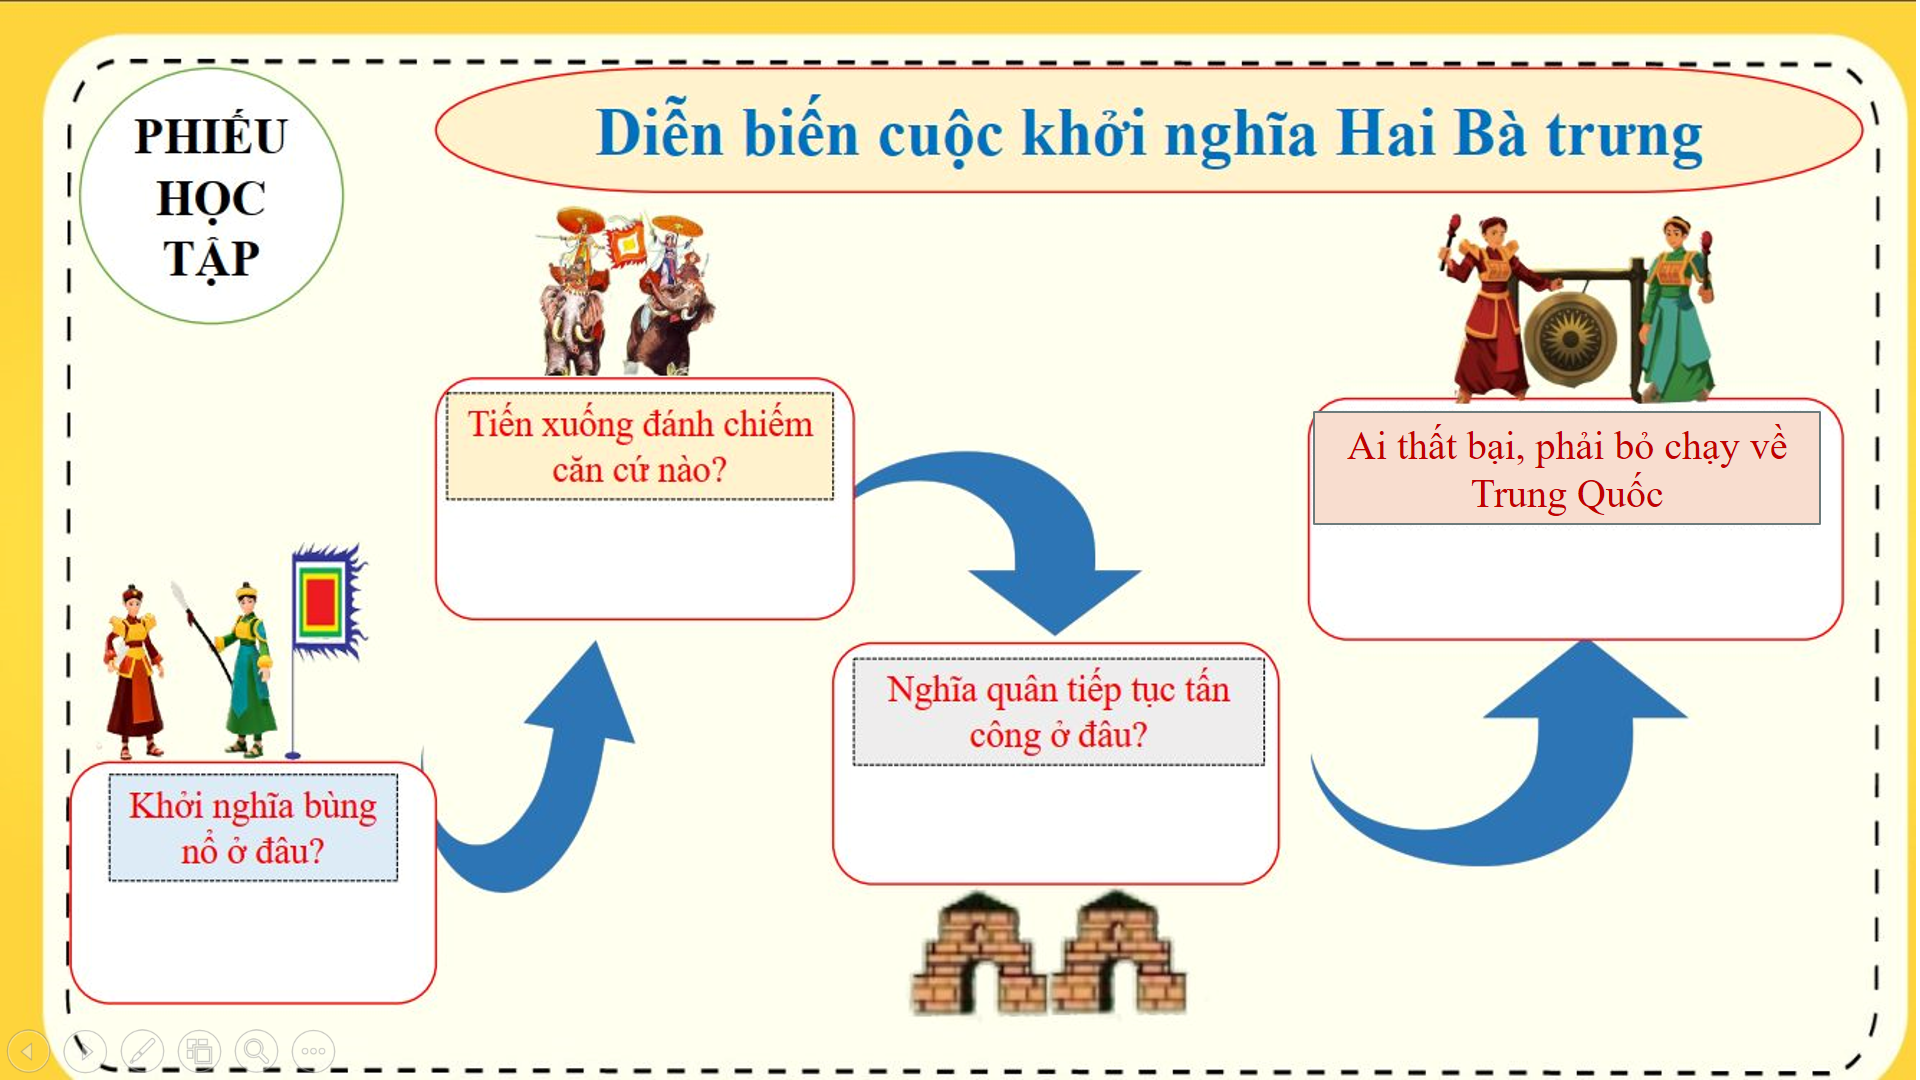 PHIẾU
HỌC
TẬP
Diễn biến cuộc khởi nghĩa Hai Bà trưng
Khởi nghĩa bùng
nổ ở đâu?
Tiến xuống đánh chiếm
căn cứ nào?
Nghĩa quân tiếp tục tấn
công ở đâu?
Ai thất bại, phải bỏ chạy về
Trung Quốc